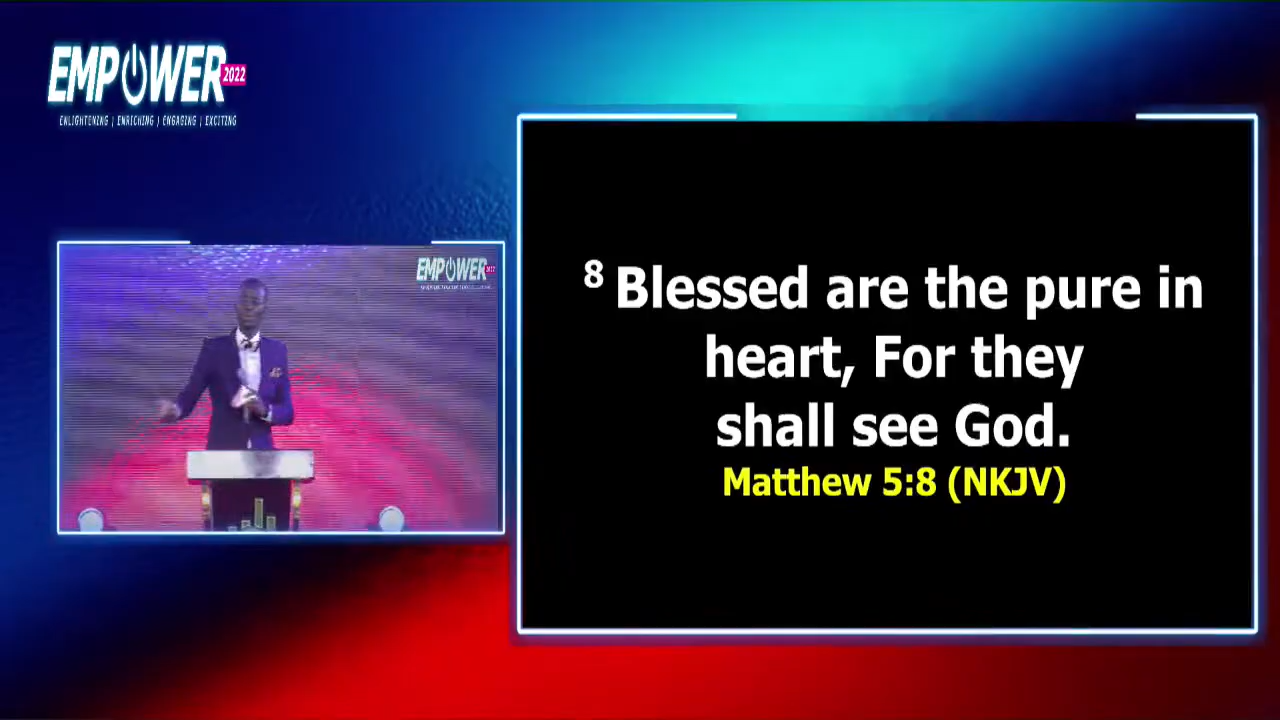 EMPOWER 2022
ENLIGHTENING | ENRICHING | ENGAGING | EXCITING
EMPOWER
8 Blessed are the pure in
heart, For they
shall see God.
Matthew 5:8 (NKJV)